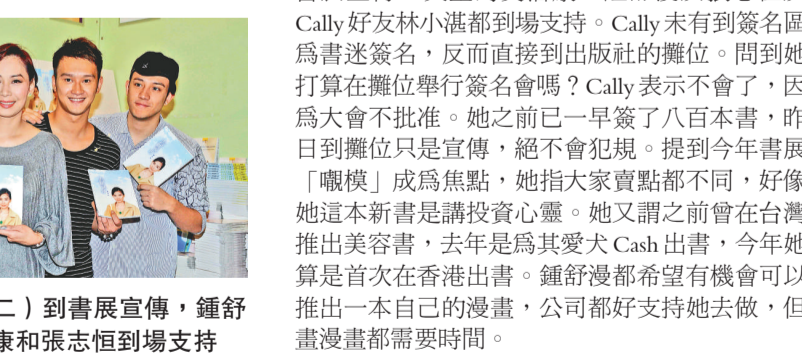 Cally好友林小湛都到場支持。Cally未有到簽名區
為書迷簽名，反而直接到出版社的攤位。問到她
打算在攤位舉行簽名會嗎？Cally表示不會了，因
為大會不批准。她之前已一早簽了八百本書，昨
日到攤位只是宣傳，絕不會犯規。提到今年書展
「𡃁模」成為焦點，她指大家賣點都不同，好像
她這本新書是講投資心靈。她又謂之前曾在台灣
推出美容書，去年是為其愛犬Cash出書，今年她
算是首次在香港出書。鍾舒漫都希望有機會可以
推出一本自己的漫畫，公司都好支持她去做，但
畫漫畫都需要時間。
二）到書展宣傳，鍾舒
康和張志恒到場支持